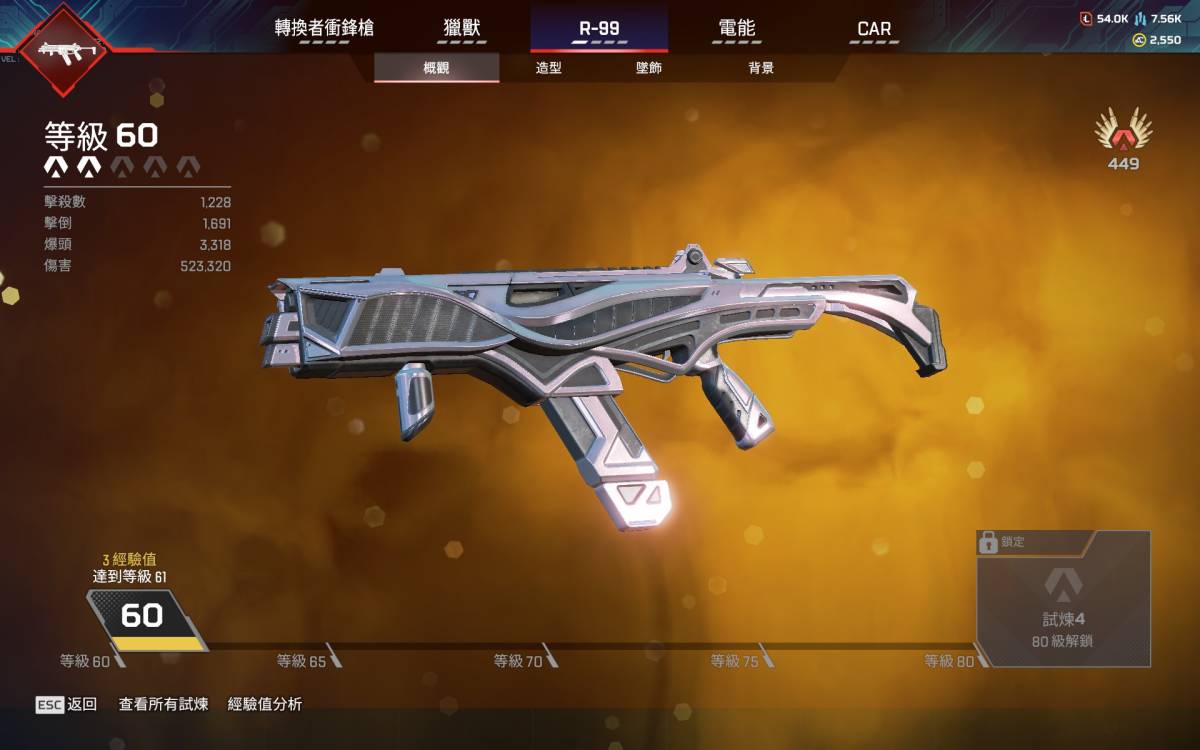 轉換者衝鋒槍 獵獸 R-99 電能 CAR
54.0K 7.56K
2,550
VEL
概觀 造型 墜飾 背景
等級 60
449
擊殺數 1,228
擊倒 1,691
爆頭 3,318
傷害 523,320
3 經驗值
達到等級 61
60
等級 60 等級 65 等級 70 等級 75 等級 80
鎖定
試煉4
80 級解鎖
ESC 返回 查看所有試煉 經驗值分析